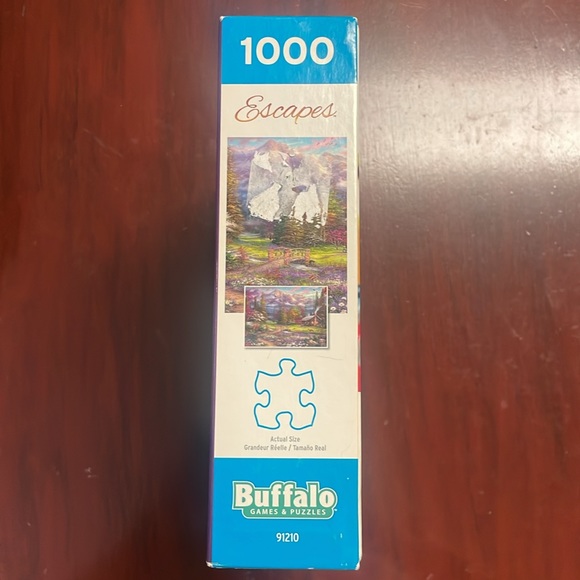 1000
Escapes
Actual Size
Grandeur Réelle / Tamaño Real
Buffalo
GAMES & PUZZLES
91210